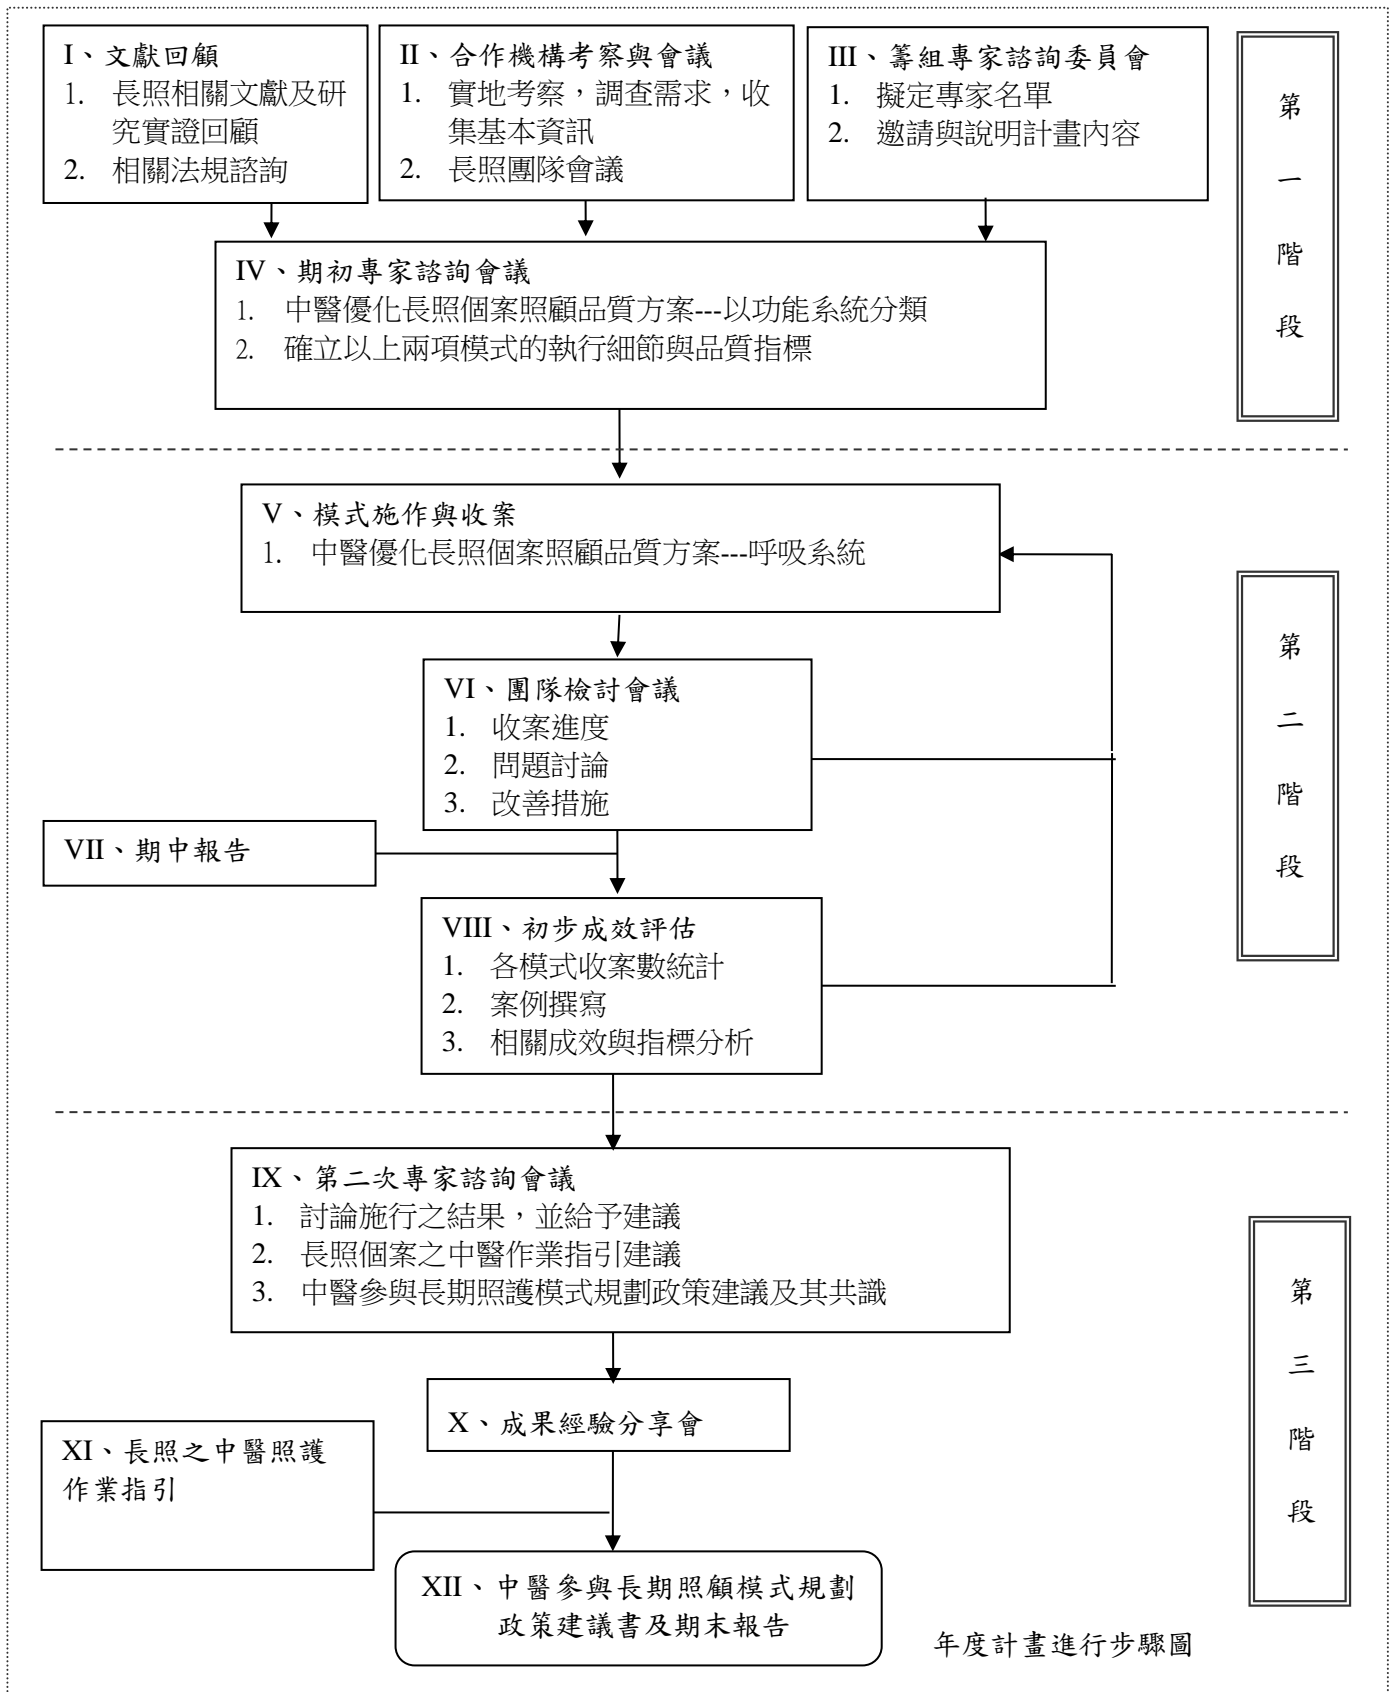 I、文獻回顧
1. 長照相關文獻及研
究實證回顧
2. 相關法規諮詢
II、合作機構考察與會議
1. 實地考察，調查需求，收
集基本資訊
2. 長照團隊會議
III、籌組專家諮詢委員會
1. 擬定專家名單
2. 邀請與說明計畫內容
第
一
階
段
IV、期初專家諮詢會議
1. 中醫優化長照個案照顧品質方案---以功能系統分類
2. 確立以上兩項模式的執行細節與品質指標
V、模式施作與收案
1. 中醫優化長照個案照顧品質方案---呼吸系統
第
二
階
段
VI、團隊檢討會議
1. 收案進度
2. 問題討論
3. 改善措施
VII、期中報告
VIII、初步成效評估
1. 各模式收案數統計
2. 案例撰寫
3. 相關成效與指標分析
IX、第二次專家諮詢會議
1. 討論施行之結果，並給予建議
2. 長照個案之中醫作業指引建議
3. 中醫參與長期照護模式規劃政策建議及其共識
第
三
階
段
X、成果經驗分享會
XI、長照之中醫照護
作業指引
XII、中醫參與長期照顧模式規劃
政策建議書及期末報告
年度計畫進行步驟圖